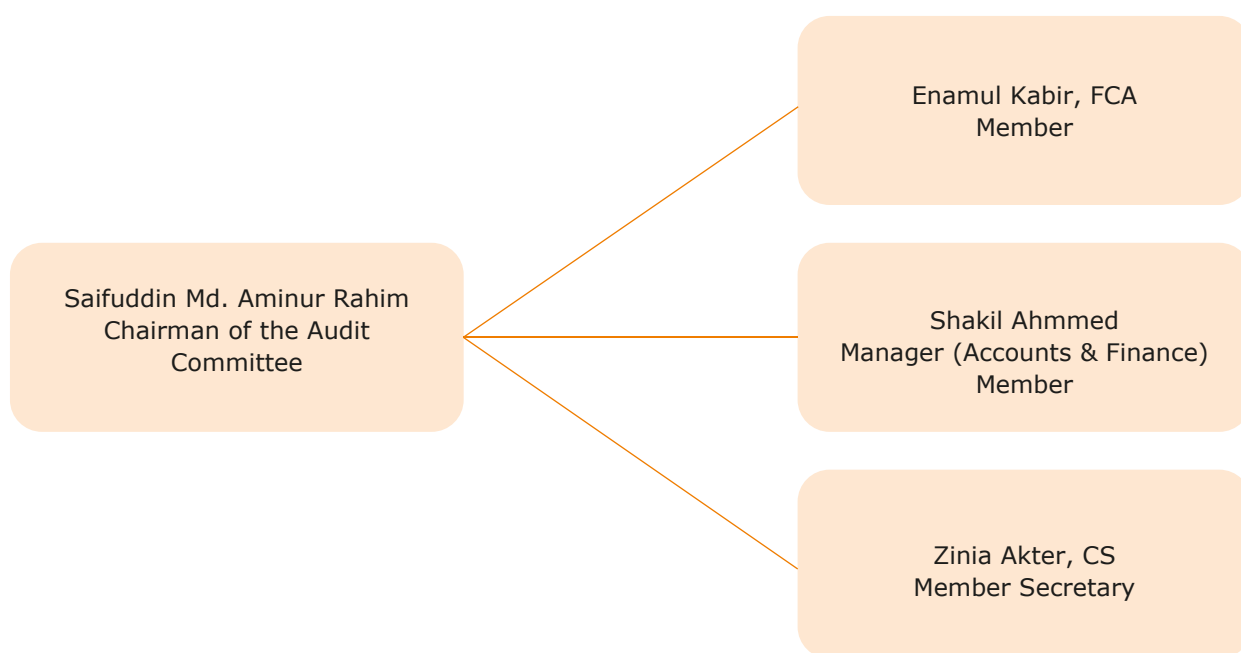 Enamul Kabir, FCA
Member
Saifuddin Md. Aminur Rahim
Chairman of the Audit
Committee
Shakil Ahmmed
Manager (Accounts & Finance)
Member
Zinia Akter, CS
Member Secretary